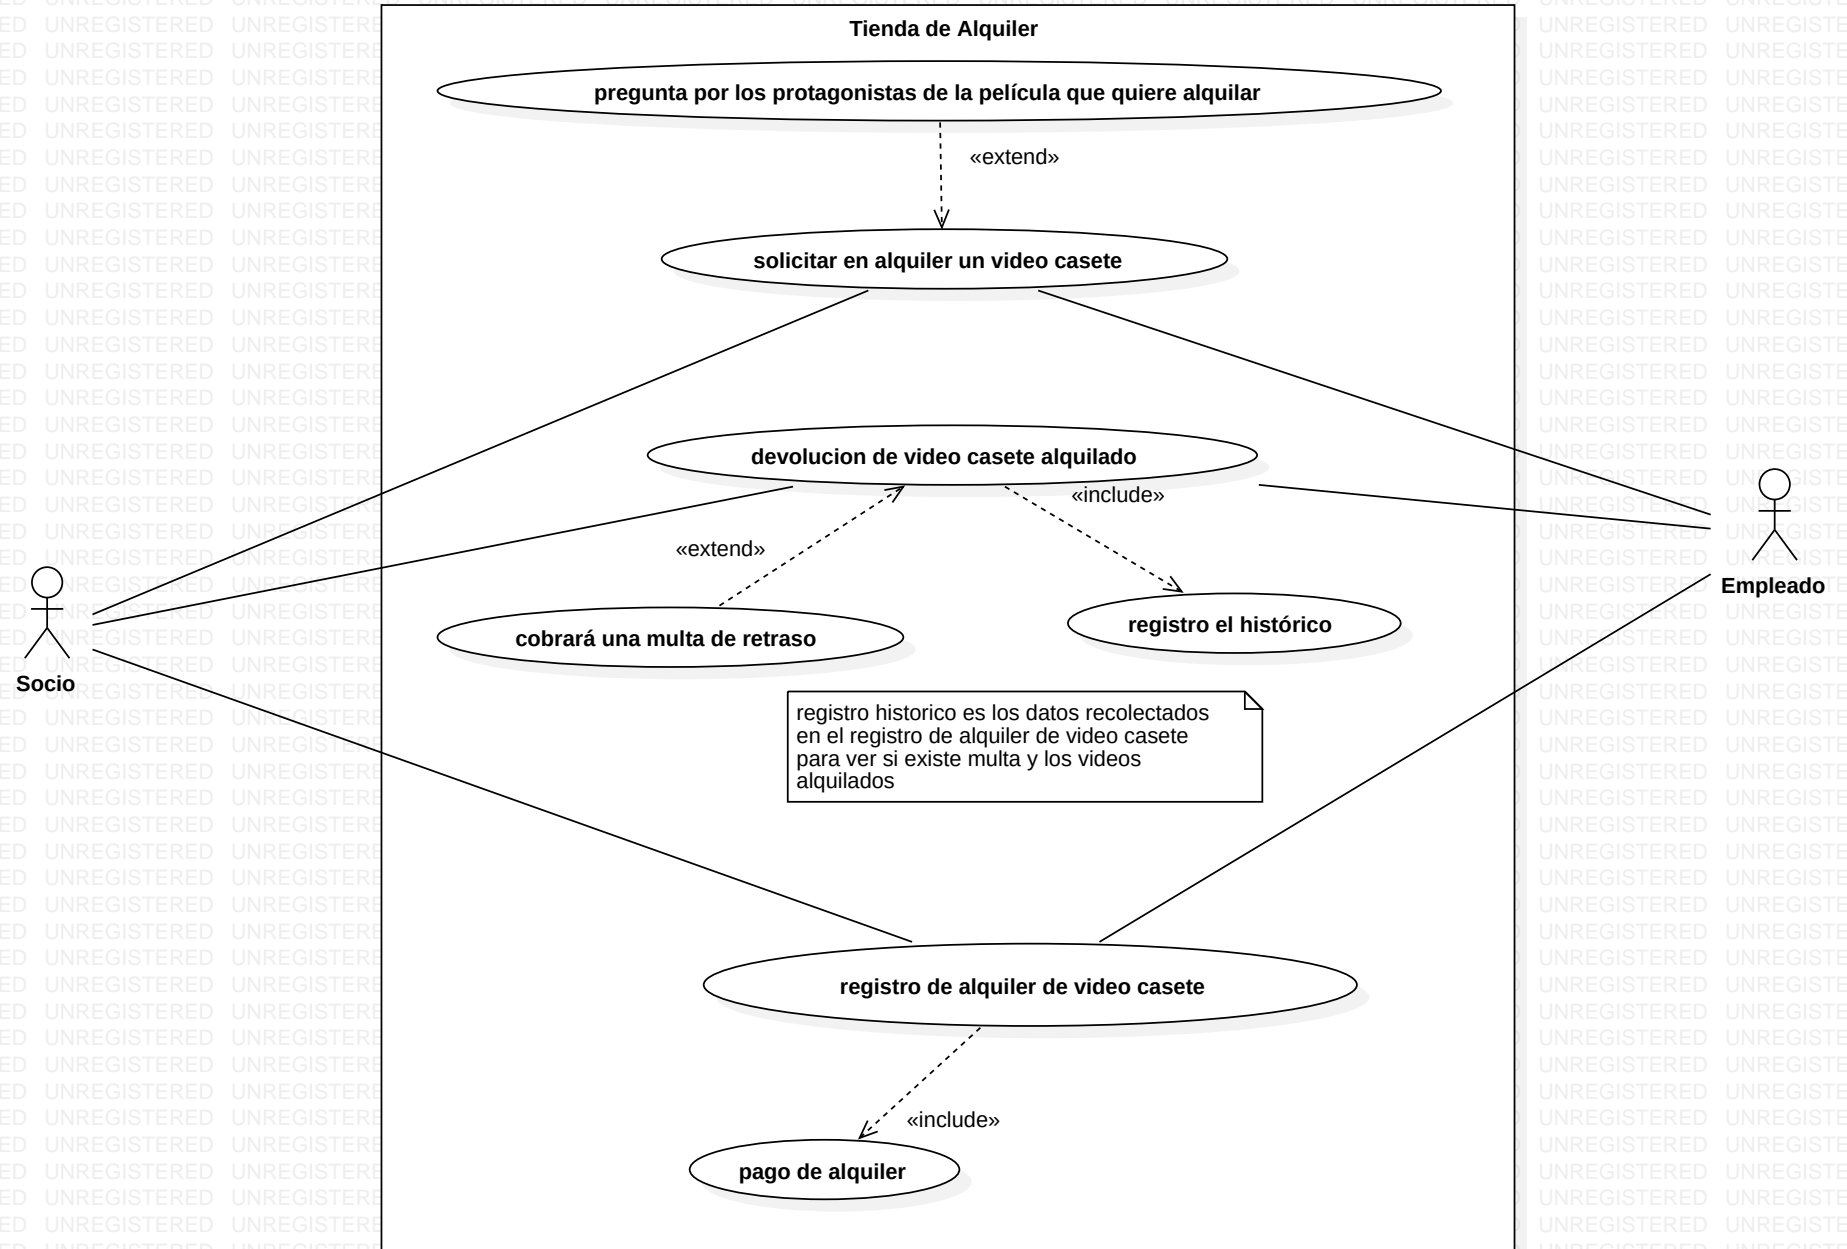 Tienda de Alquiler
pregunta por los protagonistas de la película que quiere alquilar
«extend»
solicitar en alquiler un video casete
devolucion de video casete alquilado
«include»
«extend»
cobrará una multa de retraso
registro el histórico
Socio
Empleado
registro historico es los datos recolectados
en el registro de alquiler de video casete
para ver si existe multa y los videos
alquilados
registro de alquiler de video casete
«include»
pago de alquiler
UNREGISTERED